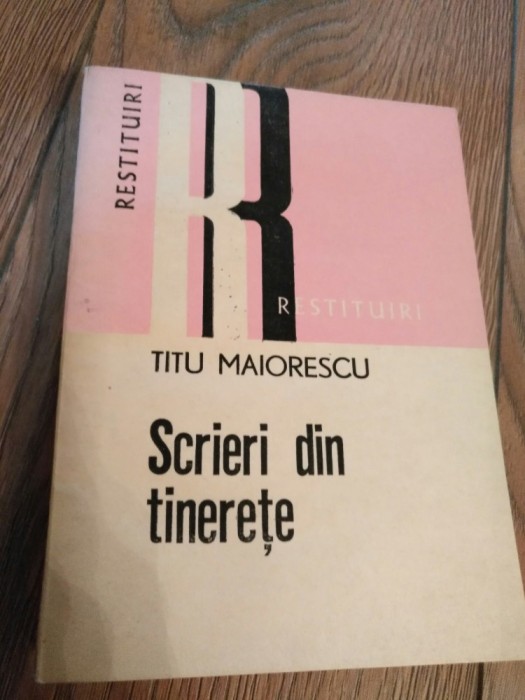 RESTITUIRI
RESTITUIRI
TITU MAIORESCU
Scrieri din
tinerețe